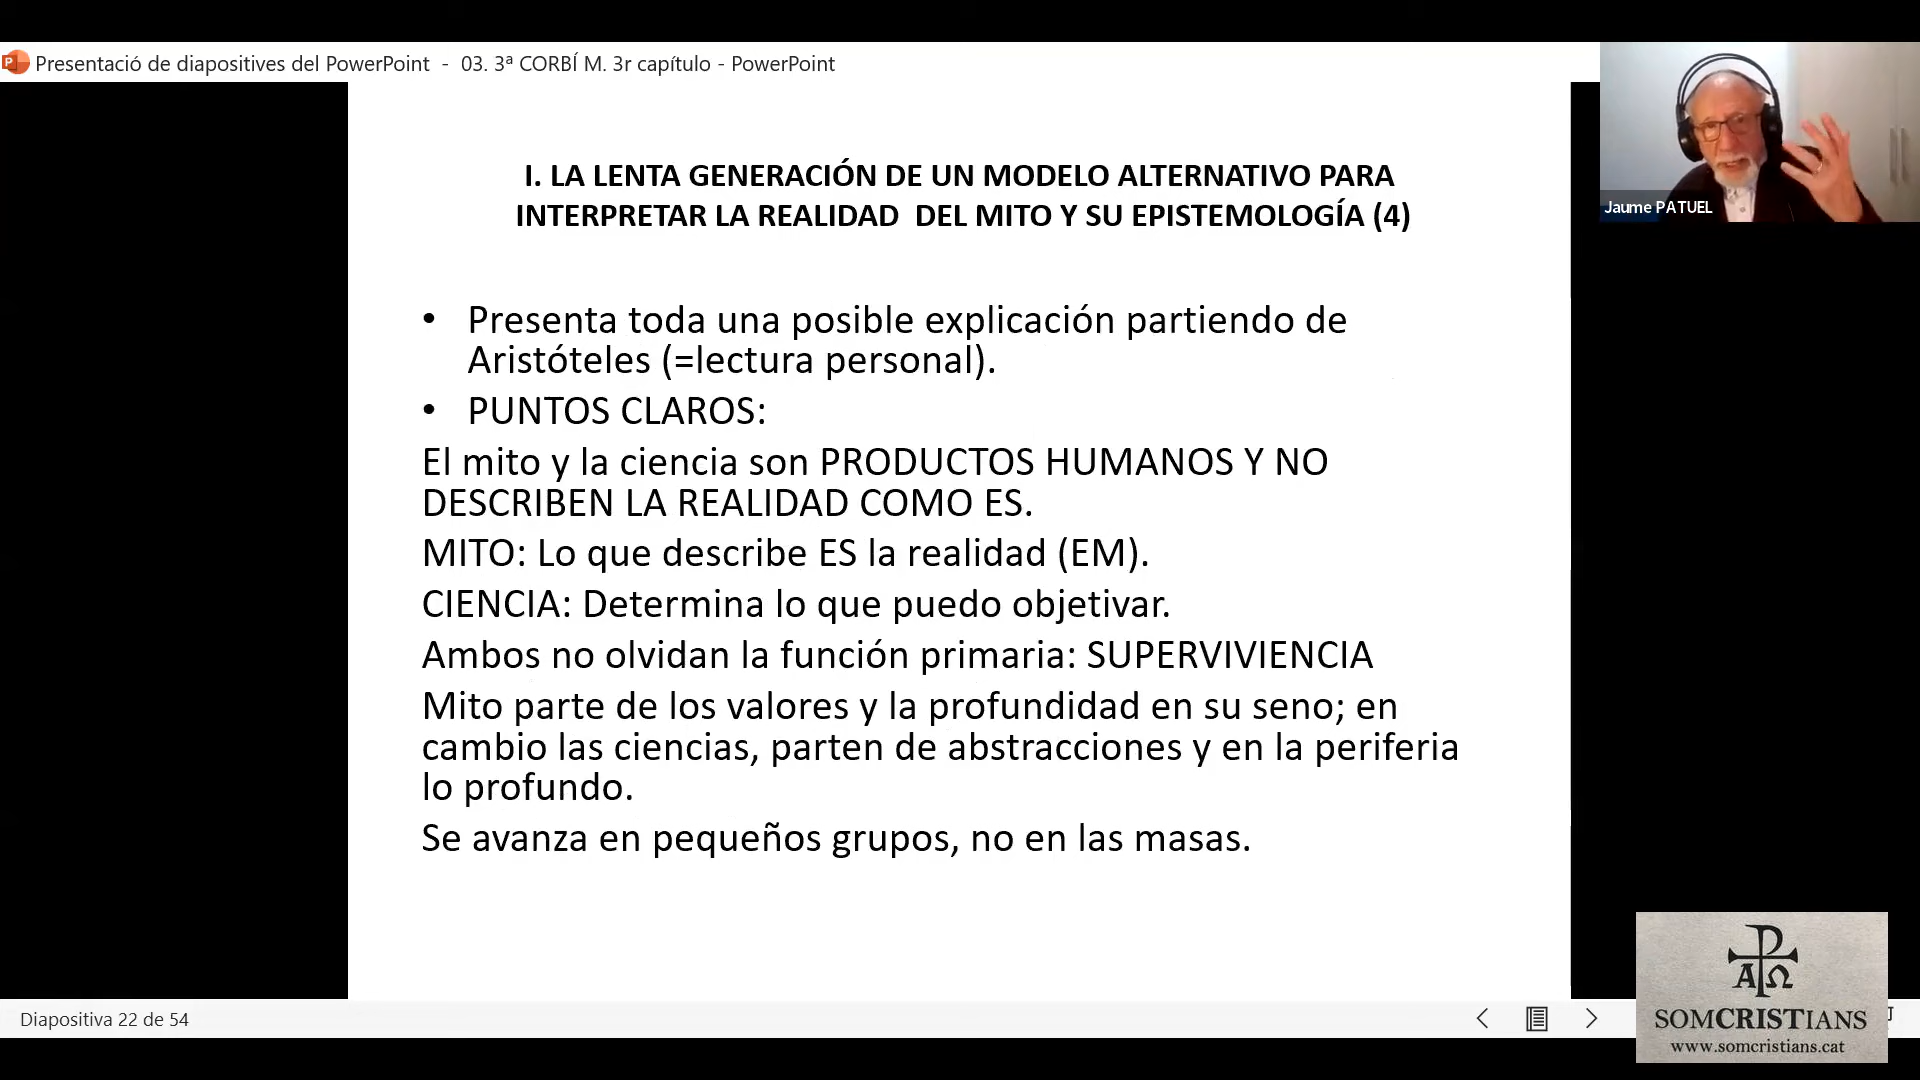 Presentació de diapositives del PowerPoint - 03. 3ª CORBÍ M. 3r capítulo - PowerPoint
Jaume PATUEL
I. LA LENTA GENERACIÓN DE UN MODELO ALTERNATIVO PARA
INTERPRETAR LA REALIDAD DEL MITO Y SU EPISTEMOLOGÍA (4)
• Presenta toda una posible explicación partiendo de
Aristóteles (=lectura personal).
• PUNTOS CLAROS:
El mito y la ciencia son PRODUCTOS HUMANOS Y NO
DESCRIBEN LA REALIDAD COMO ES.
MITO: Lo que describe ES la realidad (EM).
CIENCIA: Determina lo que puedo objetivar.
Ambos no olvidan la función primaria: SUPERVIVIENCIA
Mito parte de los valores y la profundidad en su seno; en
cambio las ciencias, parten de abstracciones y en la periferia
lo profundo.
Se avanza en pequeños grupos, no en las masas.
Diapositiva 22 de 54
A Ω
SOMCRISTIANS
www.somcristians.cat